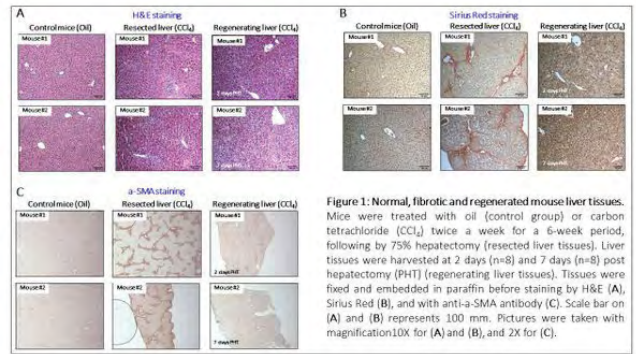 A
H&E staining
Control mice (Oil) Resected liver (CCl₄) Regenerating liver (CCl₄)
Mouse#1 Mouse#1 Mouse#1
2 days PHT
Mouse#2 Mouse#2 Mouse#2
7 days PHT
B
Sirius Red staining
Control mice (Oil) Resected liver (CCl₄) Regenerating liver (CCl₄)
Mouse#1 Mouse#1 Mouse#1
Mouse#2 Mouse#2
7 days PHT
C
a-SMA staining
Control mice (Oil) Resected liver (CCl₄) Regenerating liver (CCl₄)
Mouse#1 Mouse#1
2 days PHT
Mouse#2 Mouse#2
7 days PHT
Figure 1: Normal, fibrotic and regenerated mouse liver tissues.
Mice were treated with oil (control group) or carbon
tetrachloride (CCl₄) twice a week for a 6-week period,
following by 75% hepatectomy (resected liver tissues). Liver
tissues were harvested at 2 days (n=8) and 7 days (n=8) post
hepatectomy (PHT) (regenerating liver tissues). Tissues were
fixed and embedded in paraffin before staining by H&E (A),
Sirius Red (B), and with anti-a-SMA antibody (C). Scale bar on
(A) and (B) represents 100 mm. Pictures were taken with
magnification10X for (A) and (B), and 2X for (C).